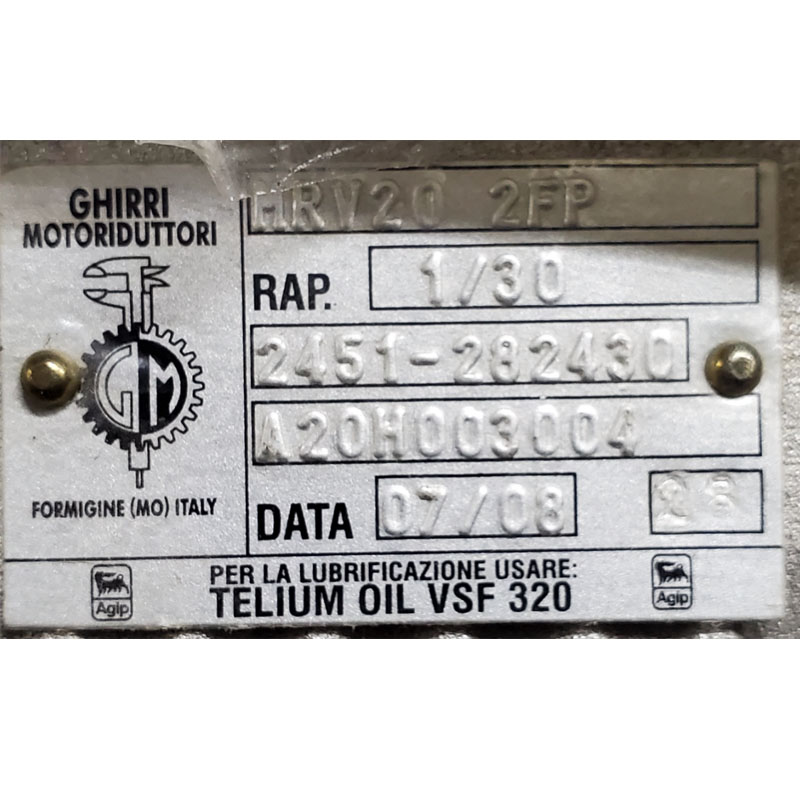 GHIRRI
MOTORIDUTTORI
GM
FORMIGINE (MO) ITALY
MRV20 2FP
RAP. 1/30
2451-282430
A20H003004
DATA 07/08
PER LA LUBRIFICAZIONE USARE:
TELIUM OIL VSF 320
Agip
Agip